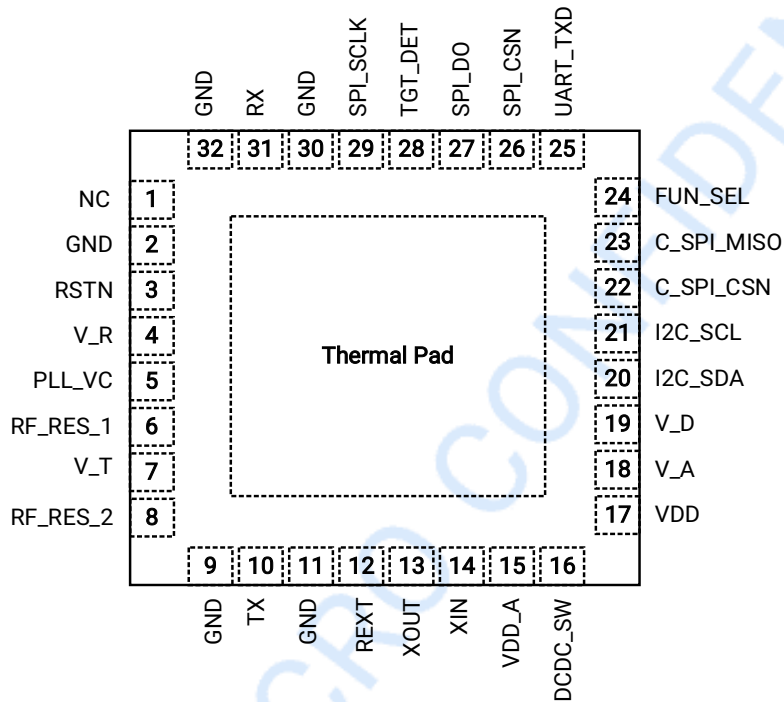 GND
RX
GND
SPI_SCLK
TGT_DET
SPI_DO
SPI_CSN
UART_TXD
32 31 30 29 28 27 26 25
NC 1
GND 2
RSTN 3
V_R 4
PLL_VC 5
RF_RES_1 6
V_T 7
RF_RES_2 8
Thermal Pad
24 FUN_SEL
23 C_SPI_MISO
22 C_SPI_CSN
21 I2C_SCL
20 I2C_SDA
19 V_D
18 V_A
17 VDD
9 10 11 12 13 14 15 16
GND
TX
GND
REXT
XOUT
XIN
VDD_A
DCDC_SW
CRO CONFIDEN